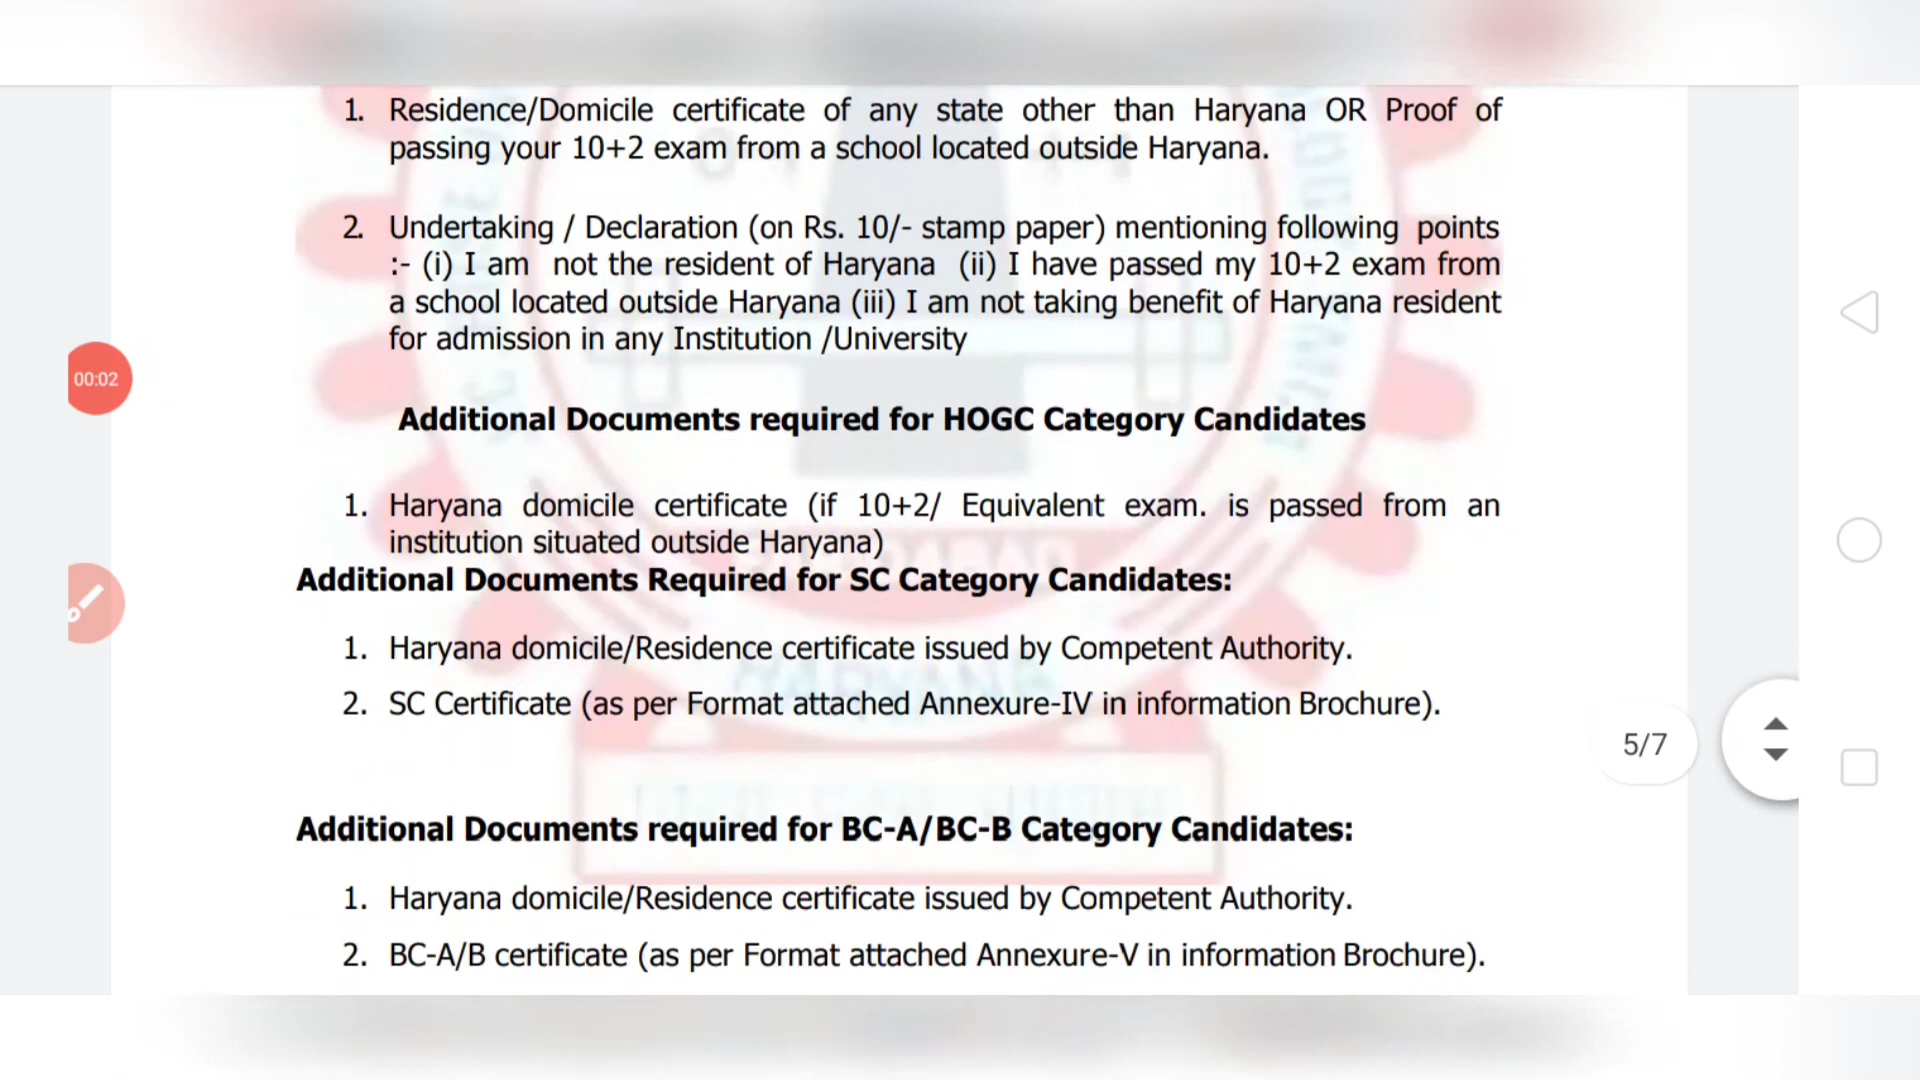 1. Residence/Domicile certificate of any state other than Haryana OR Proof of
passing your 10+2 exam from a school located outside Haryana.
2. Undertaking / Declaration (on Rs. 10/- stamp paper) mentioning following points
:- (i) I am not the resident of Haryana (ii) I have passed my 10+2 exam from
a school located outside Haryana (iii) I am not taking benefit of Haryana resident
for admission in any Institution /University
00:02
Additional Documents required for HOGC Category Candidates
1. Haryana domicile certificate (if 10+2/ Equivalent exam. is passed from an
institution situated outside Haryana)
Additional Documents Required for SC Category Candidates:
1. Haryana domicile/Residence certificate issued by Competent Authority.
2. SC Certificate (as per Format attached Annexure-IV in information Brochure).
5/7
Additional Documents required for BC-A/BC-B Category Candidates:
1. Haryana domicile/Residence certificate issued by Competent Authority.
2. BC-A/B certificate (as per Format attached Annexure-V in information Brochure).